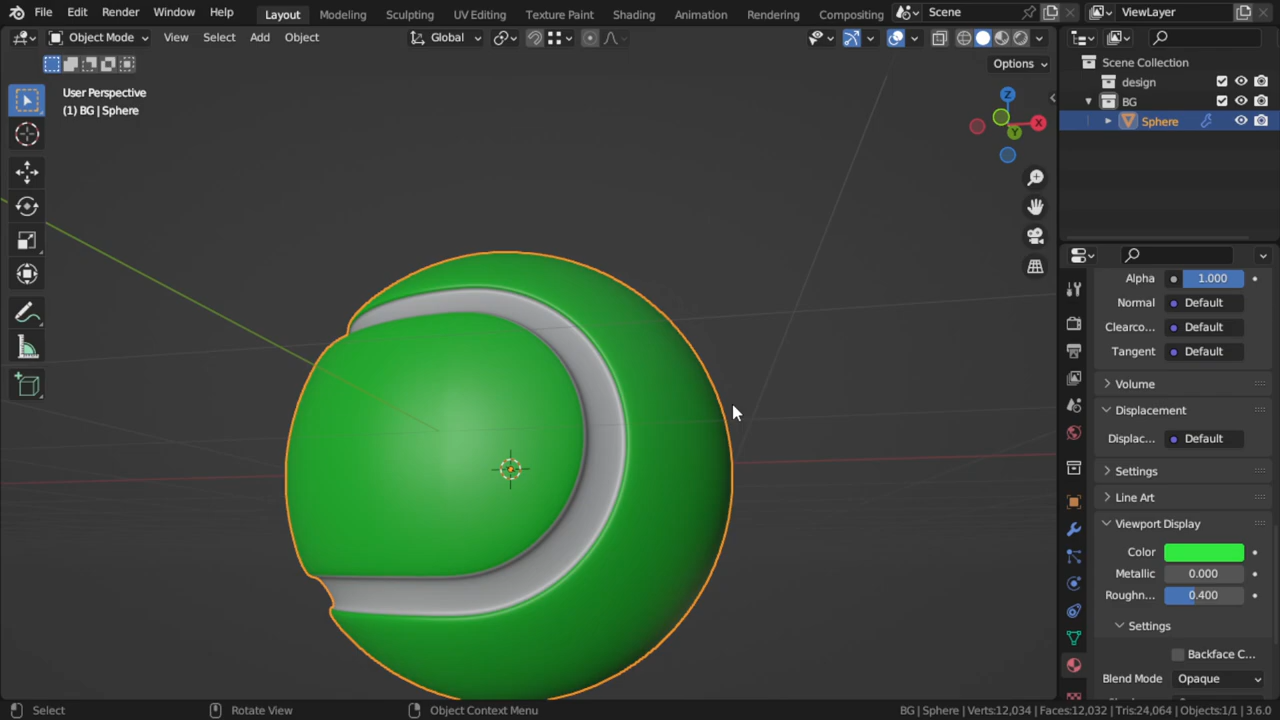 File Edit Render Window Help Layout Modeling Sculpting UV Editing Texture Paint Shading Animation Rendering Compositing Scene ViewLayer
Object Mode View Select Add Object Global
Options
User Perspective
(1) BG | Sphere
Z
X
Y
Scene Collection
design
BG
Sphere
Alpha 1.000
Normal Default
Clearco... Default
Tangent Default
Volume
Displacement
Displac... Default
Settings
Line Art
Viewport Display
Color
Metallic 0.000
Roughn... 0.400
Settings
Backface C...
Blend Mode Opaque
Select Rotate View Object Context Menu BG | Sphere | Verts:12,034 | Faces:12,032 | Tris:24,064 | Objects:1/1 | 3.6.0